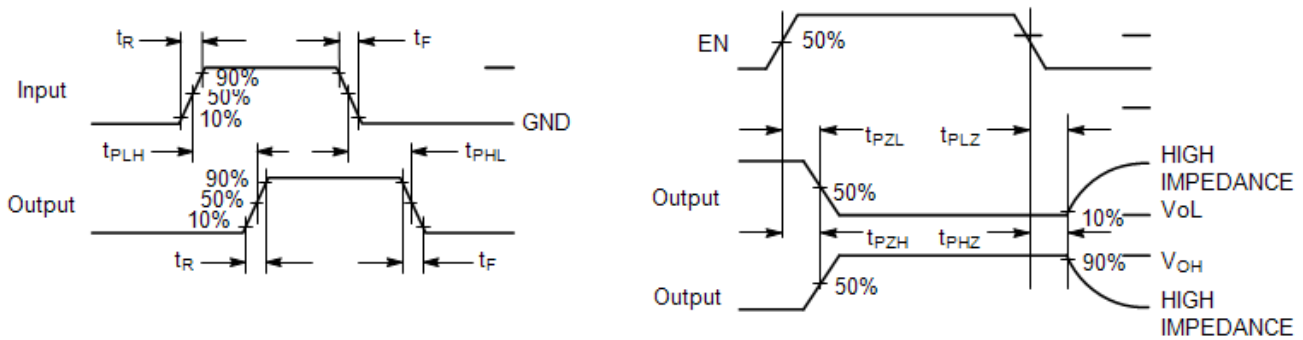 tR
tF
Input
90%
50%
10%
GND
tPLH
tPHL
Output
90%
50%
10%
tR
tF
EN
50%
tPZL
tPLZ
Output
50%
HIGH
IMPEDANCE
10%
VoL
tPZH
tPHZ
Output
50%
90%
VOH
HIGH
IMPEDANCE